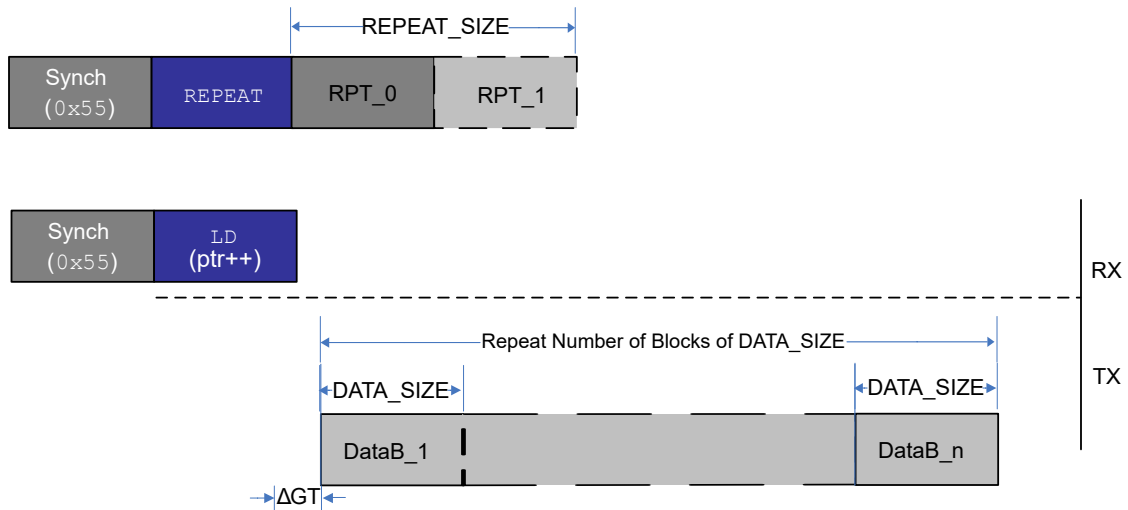 REPEAT_SIZE
Synch
(0x55)
REPEAT
RPT_0
RPT_1
Synch
(0x55)
LD
(ptr++)
RX
Repeat Number of Blocks of DATA_SIZE
TX
DATA_SIZE
DATA_SIZE
DataB_1
DataB_n
ΔGT